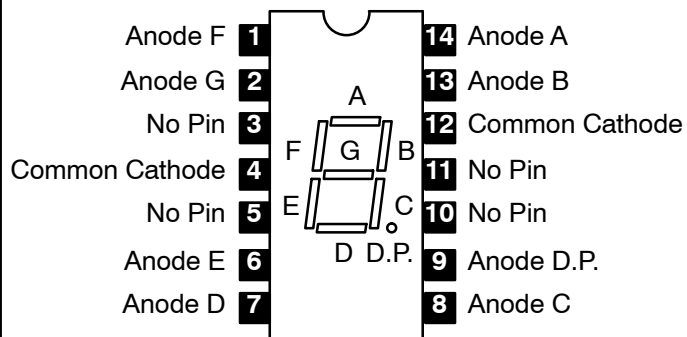 Anode F 1 14 Anode A
Anode G 2 13 Anode B
A
No Pin 3 12 Common Cathode
F G B
Common Cathode 4 11 No Pin
E C
No Pin 5 10 No Pin
D D.P.
Anode E 6 9 Anode D.P.
Anode D 7 8 Anode C